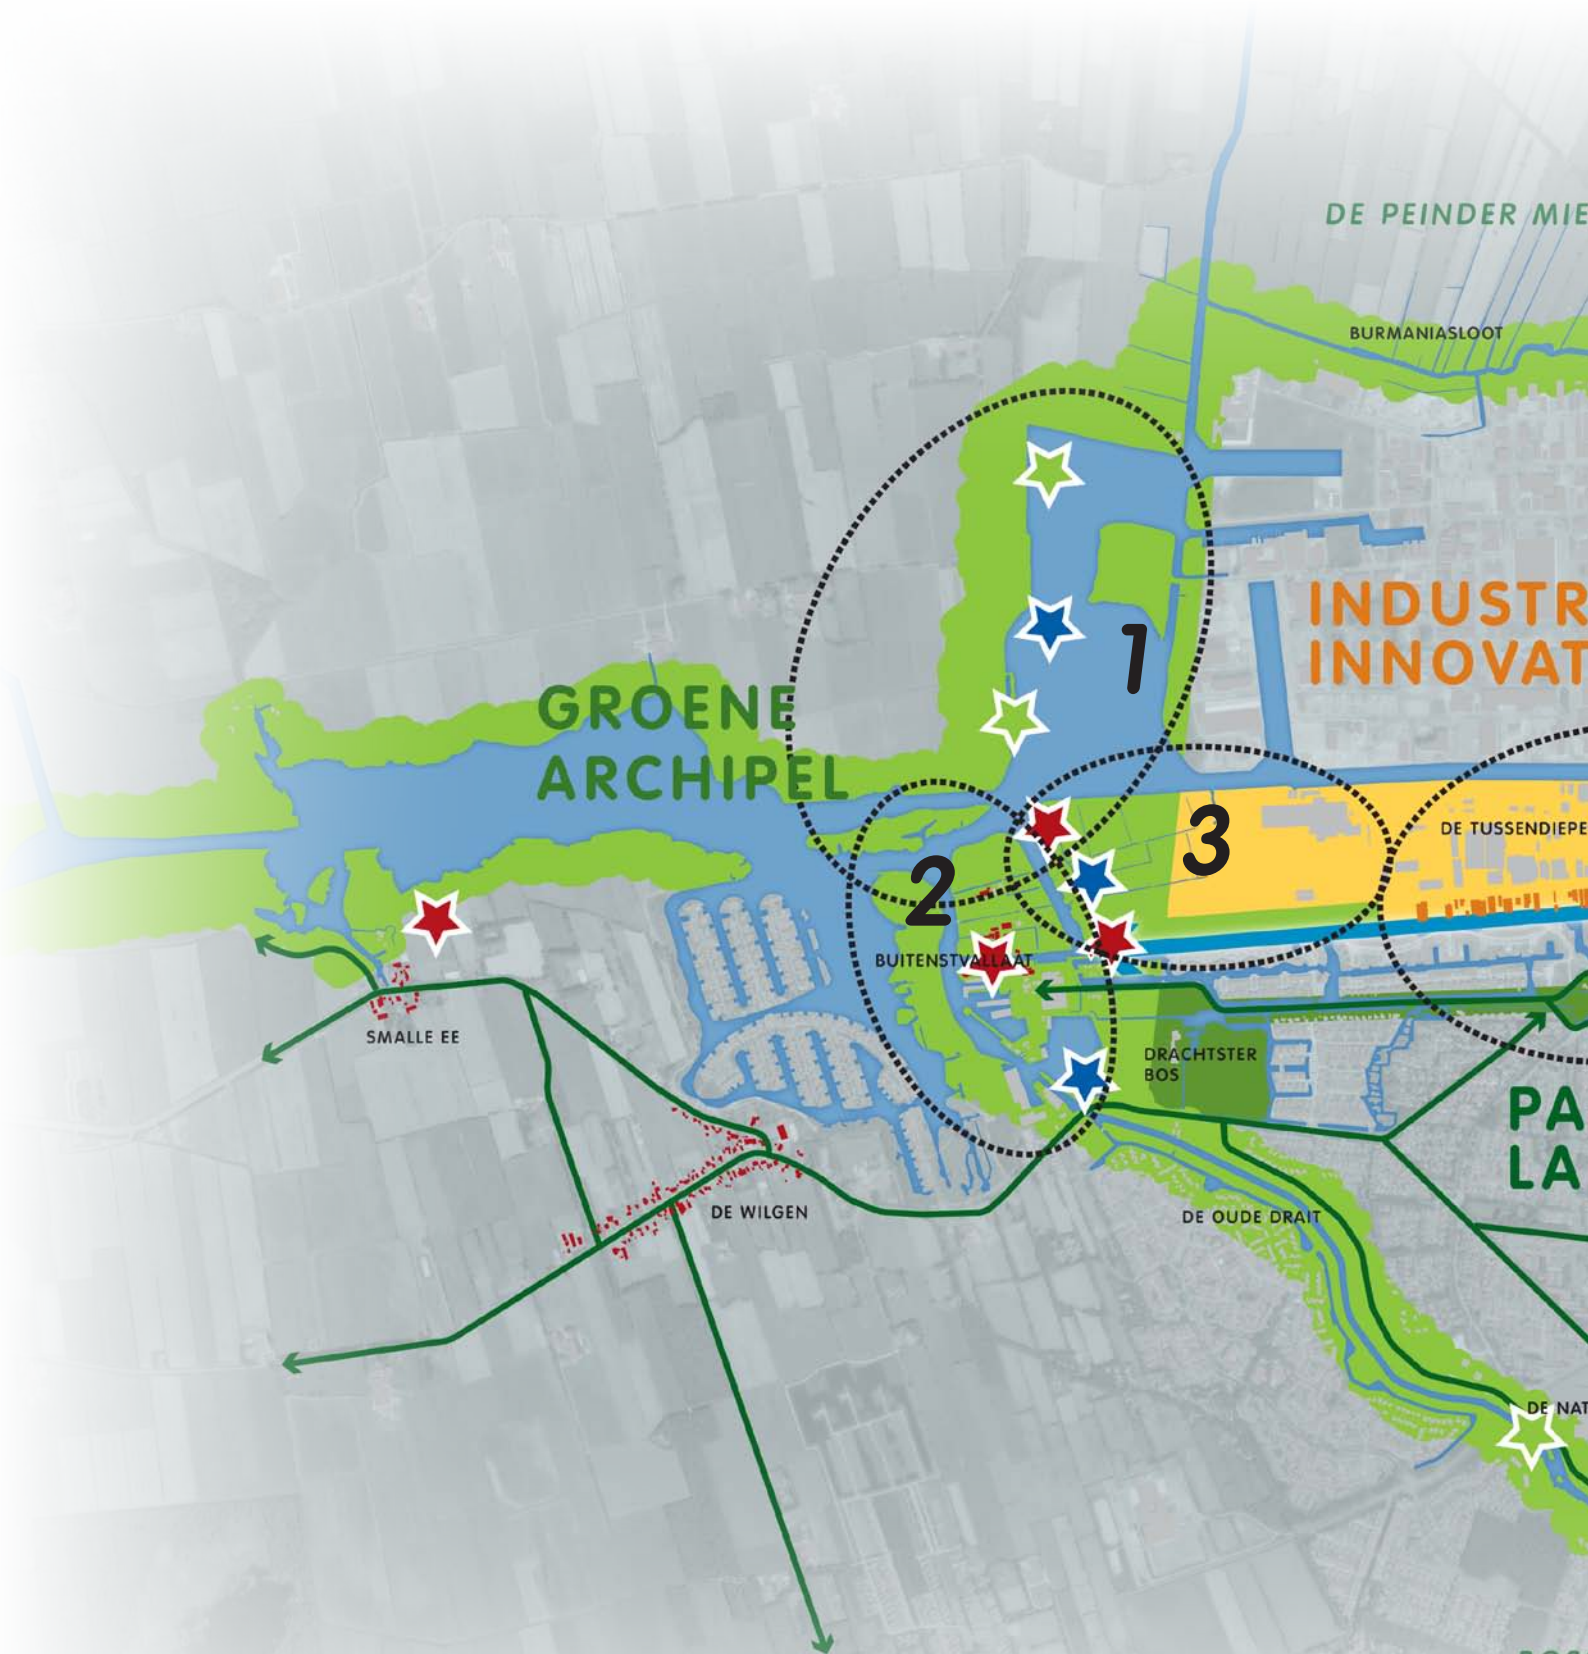 DE PEINDER MIE
BURMANIASLOOT
INDUSTR
INNOVAT
1
GROENE
ARCHIPEL
3
DE TUSSENDIEPE
2
BUITENSTVALLAAT
SMALLE EE
DRACHTSTER
BOS
PA
LA
DE WILGEN
DE OUDE DRAIT
DE NAT